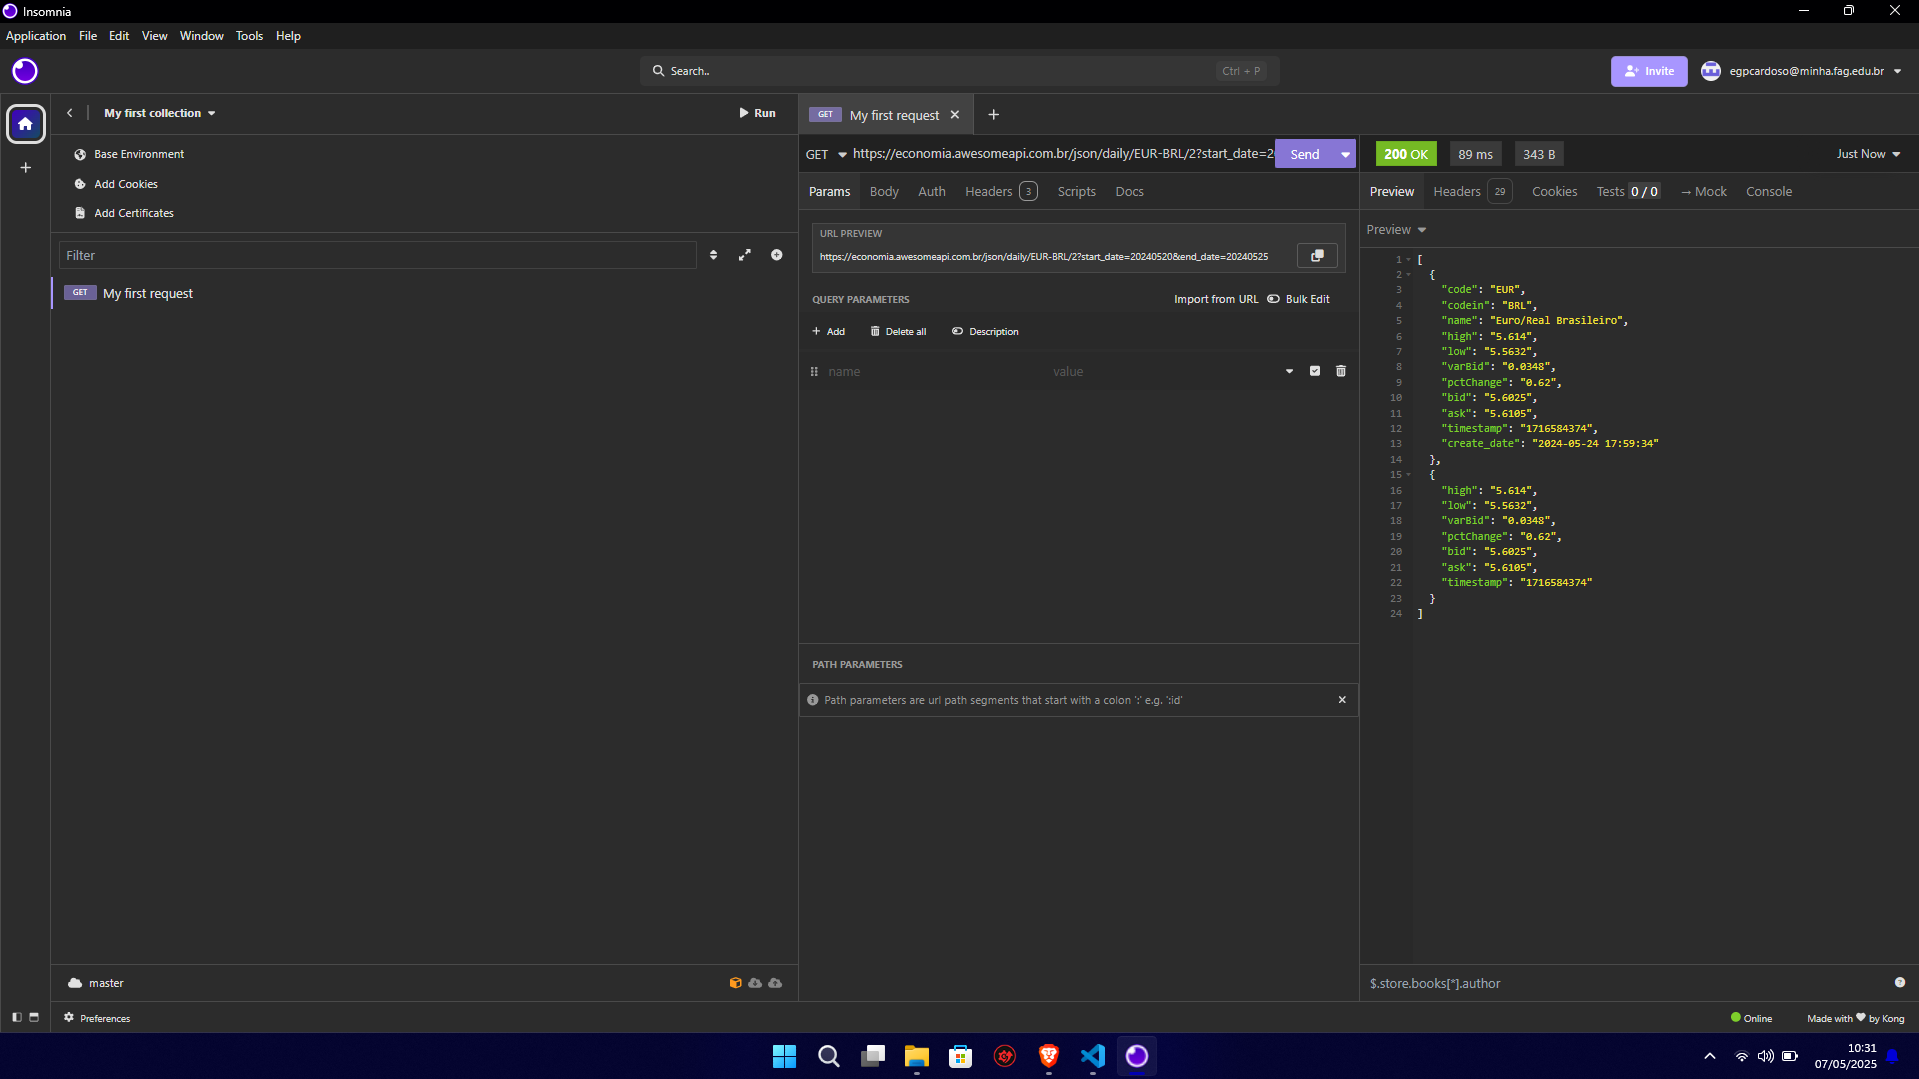 Insomnia
Application File Edit View Window Tools Help
Search.. Ctrl + P
Invite
egpcardoso@minha.fag.edu.br
My first collection
Run
Base Environment
Add Cookies
Add Certificates
Filter
GET My first request
master
Preferences
GET My first request
GET https://economia.awesomeapi.com.br/json/daily/EUR-BRL/2?start_date=2 Send
Params Body Auth Headers 3 Scripts Docs
URL PREVIEW
https://economia.awesomeapi.com.br/json/daily/EUR-BRL/2?start_date=20240520&end_date=20240525
QUERY PARAMETERS Import from URL Bulk Edit
Add Delete all Description
name value
PATH PARAMETERS
Path parameters are url path segments that start with a colon ':' e.g. ':id'
200 OK 89 ms 343 B Just Now
Preview Headers 29 Cookies Tests 0 / 0 → Mock Console
Preview
1 [
2 {
3 "code": "EUR",
4 "codein": "BRL",
5 "name": "Euro/Real Brasileiro",
6 "high": "5.614",
7 "low": "5.5632",
8 "varBid": "0.0348",
9 "pctChange": "0.62",
10 "bid": "5.6025",
11 "ask": "5.6105",
12 "timestamp": "1716584374",
13 "create_date": "2024-05-24 17:59:34"
14 },
15 {
16 "high": "5.614",
17 "low": "5.5632",
18 "varBid": "0.0348",
19 "pctChange": "0.62",
20 "bid": "5.6025",
21 "ask": "5.6105",
22 "timestamp": "1716584374"
23 }
24 ]
$.store.books[*].author
Online Made with ♥ by Kong
10:31
07/05/2025